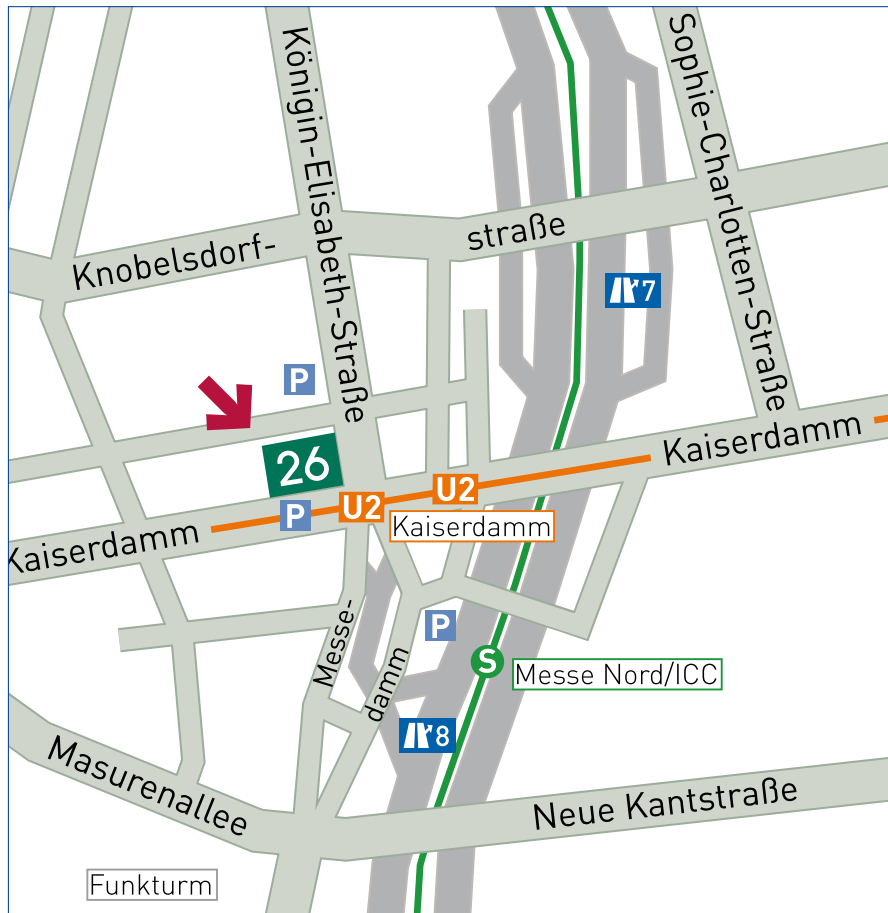 Königin-Elisabeth-Straße
Sophie-Charlotten-Straße
Knobelsdorf-
straße
7
P
26
Kaiserdamm
U2
U2
P
Kaiserdamm
Kaiserdamm
Messe-
damm
P
S
Messe Nord/ICC
8
Masurenallee
Neue Kantstraße
Funkturm